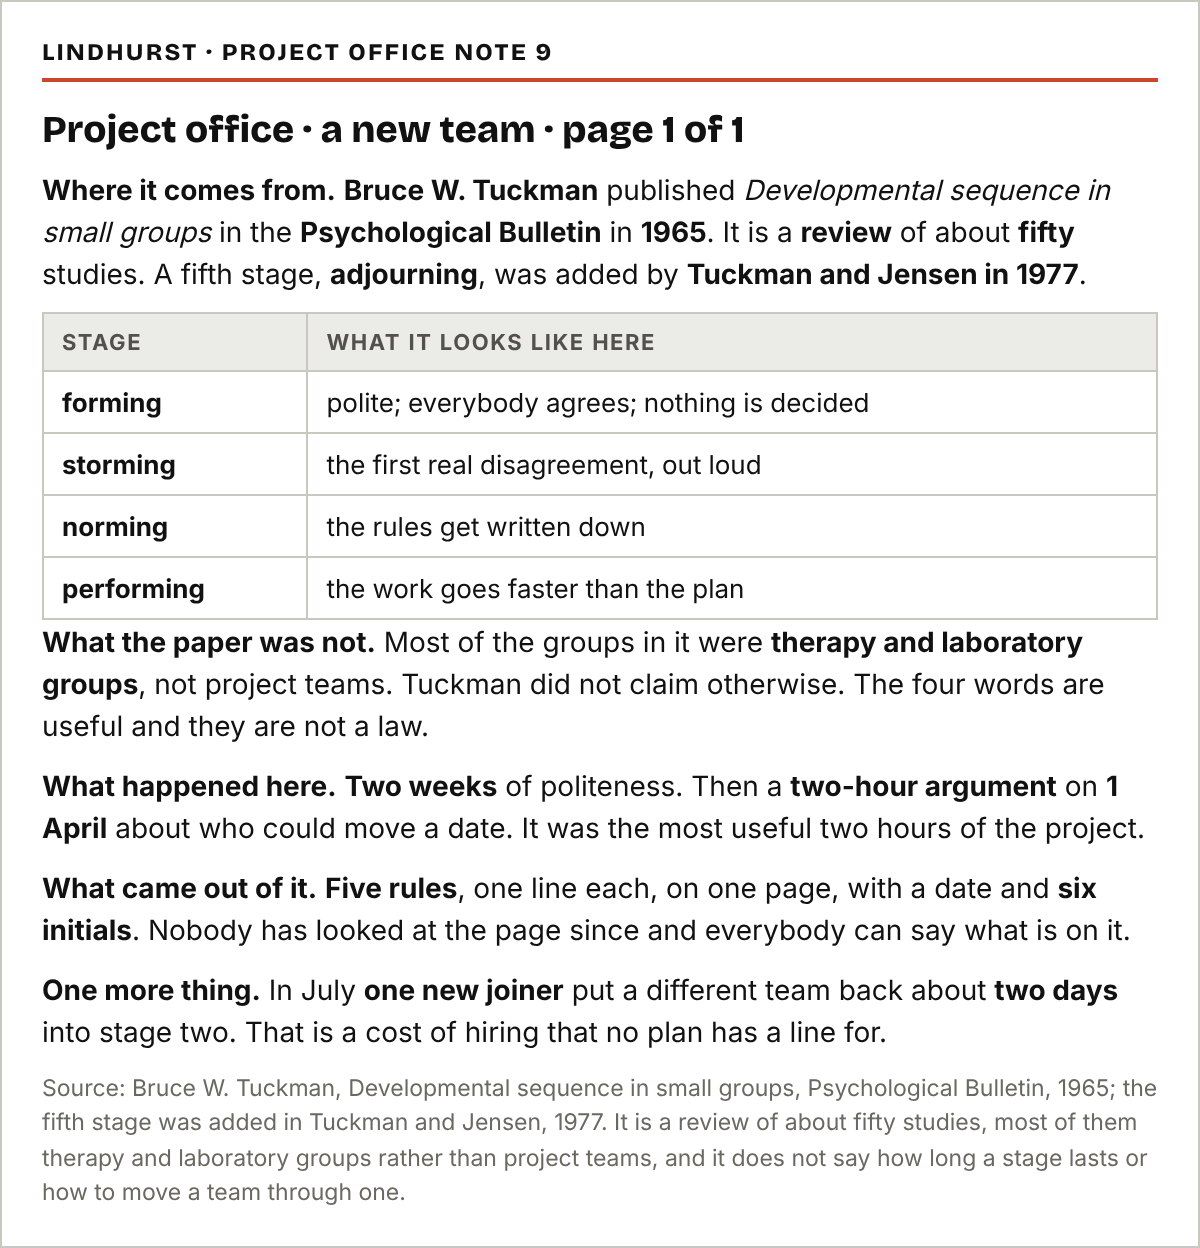 LINDHURST · PROJECT OFFICE NOTE 9
Project office · a new team · page 1 of 1
Where it comes from. Bruce W. Tuckman published Developmental sequence in
small groups in the Psychological Bulletin in 1965. It is a review of about fifty
studies. A fifth stage, adjourning, was added by Tuckman and Jensen in 1977.
STAGE WHAT IT LOOKS LIKE HERE
forming polite; everybody agrees; nothing is decided
storming the first real disagreement, out loud
norming the rules get written down
performing the work goes faster than the plan
What the paper was not. Most of the groups in it were therapy and laboratory
groups, not project teams. Tuckman did not claim otherwise. The four words are
useful and they are not a law.
What happened here. Two weeks of politeness. Then a two-hour argument on 1
April about who could move a date. It was the most useful two hours of the project.
What came out of it. Five rules, one line each, on one page, with a date and six
initials. Nobody has looked at the page since and everybody can say what is on it.
One more thing. In July one new joiner put a different team back about two days
into stage two. That is a cost of hiring that no plan has a line for.
Source: Bruce W. Tuckman, Developmental sequence in small groups, Psychological Bulletin, 1965; the
fifth stage was added in Tuckman and Jensen, 1977. It is a review of about fifty studies, most of them
therapy and laboratory groups rather than project teams, and it does not say how long a stage lasts or
how to move a team through one.